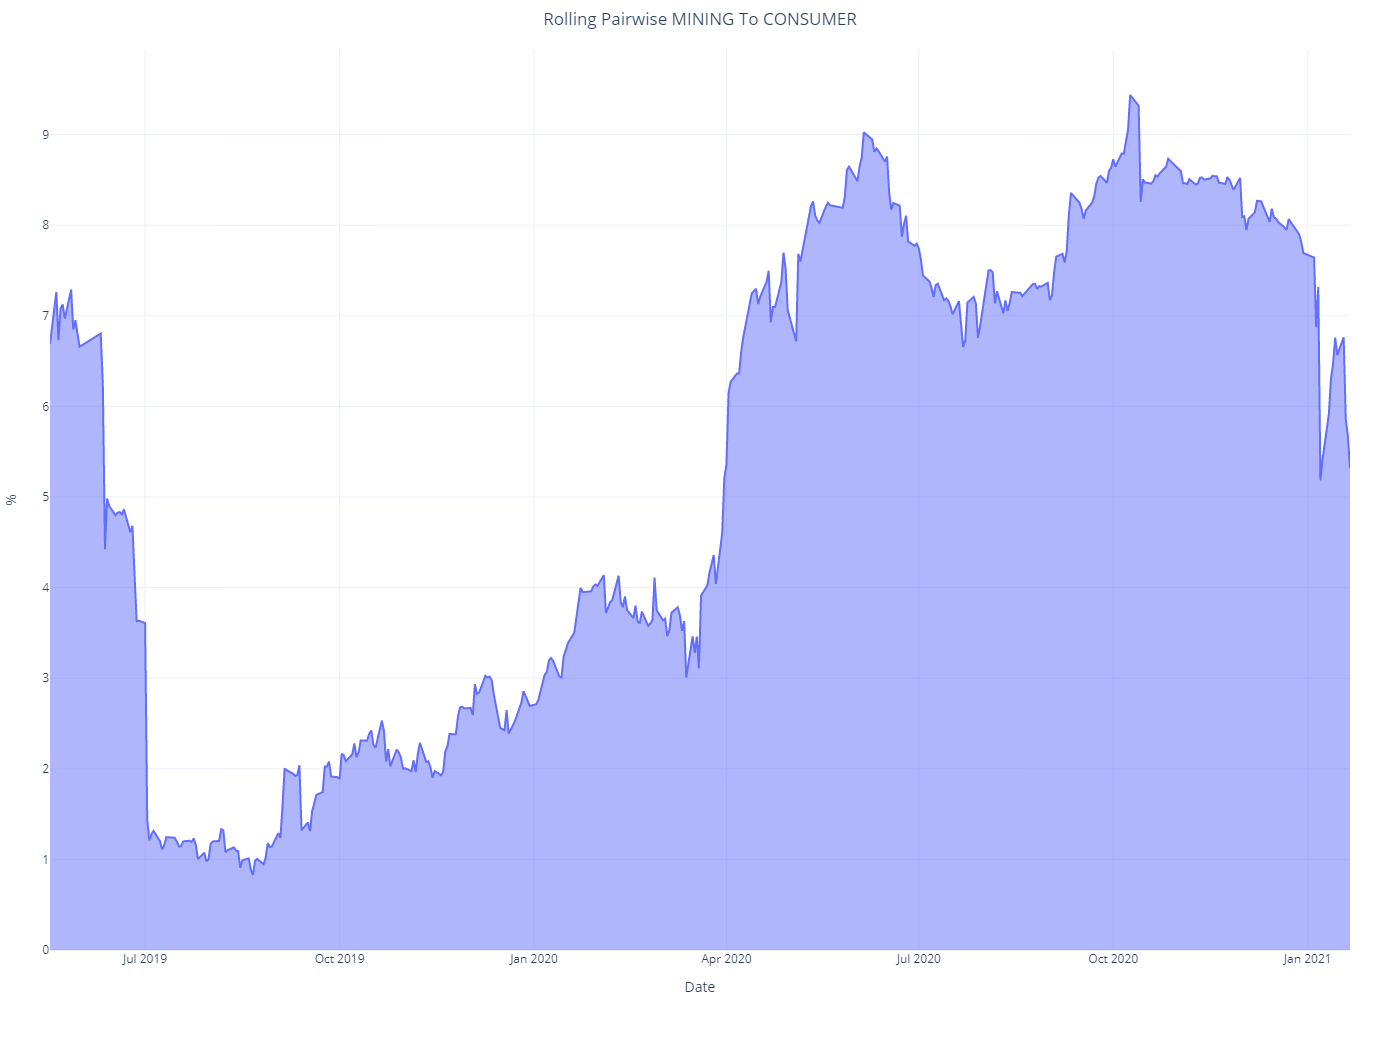 Rolling Pairwise MINING To CONSUMER
9
8
7
6
5
4
3
2
1
0
%
Jul 2019
Oct 2019
Jan 2020
Apr 2020
Jul 2020
Oct 2020
Jan 2021
Date